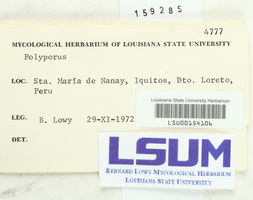 159285
4777
MYCOLOGICAL HERBARIUM OF LOUISIANA STATE UNIVERSITY
Polyporus
LOC. Sta. María de Nanay, Iquitos, Dto. Loreto,
Peru
Louisiana State University Herbarium
LSU00154106
LEG. B. Lowy 29-XI-1972
DET.
LSUM
BERNARD LOWY MYCOLOGICAL HERBARIUM
LOUISIANA STATE UNIVERSITY